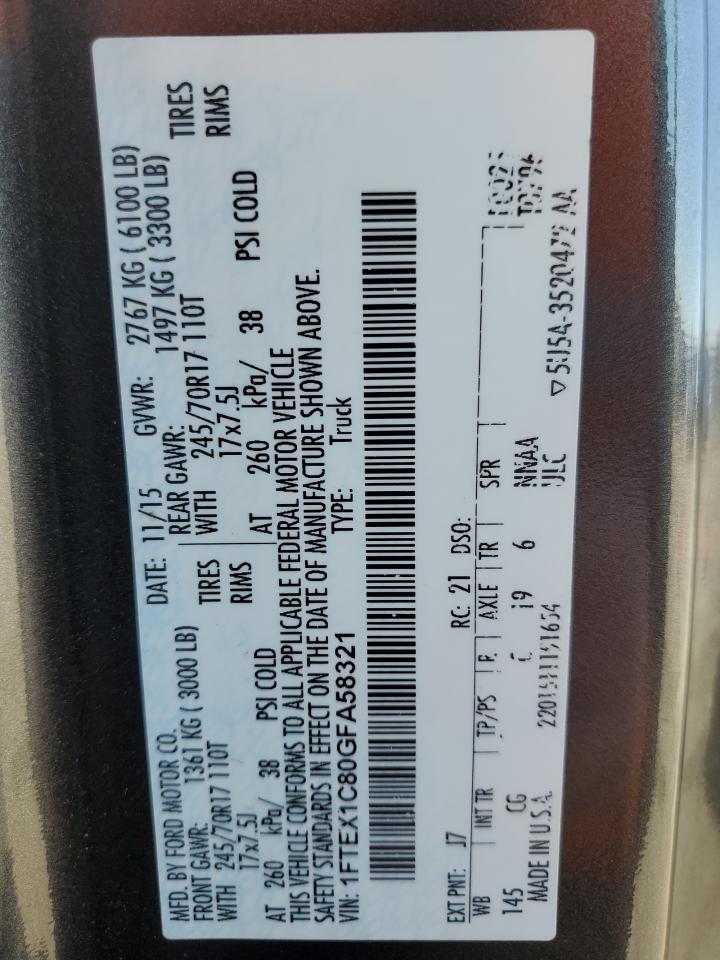 MFD. BY FORD MOTOR CO. DATE: 11/15 GVWR: 2767 KG ( 6100 LB)
FRONT GAWR: 1361 KG ( 3000 LB) REAR GAWR: 1497 KG ( 3300 LB)
WITH 245/70R17 110T TIRES WITH 245/70R17 110T TIRES
17x7.5J RIMS 17x7.5J RIMS
AT 260 kPa/ 38 PSI COLD AT 260 kPa/ 38 PSI COLD
THIS VEHICLE CONFORMS TO ALL APPLICABLE FEDERAL MOTOR VEHICLE
SAFETY STANDARDS IN EFFECT ON THE DATE OF MANUFACTURE SHOWN ABOVE.
VIN: 1FTEX1C80GFA58321 TYPE: Truck
EXT PNT: J7 RC: 21 DSO:
WB INT TR TP/PS R AXLE TR SPR
145 CG C 19 6 NNAA
JLC
MADE IN U.S.A.
▽ 5U5A-3520472 AA